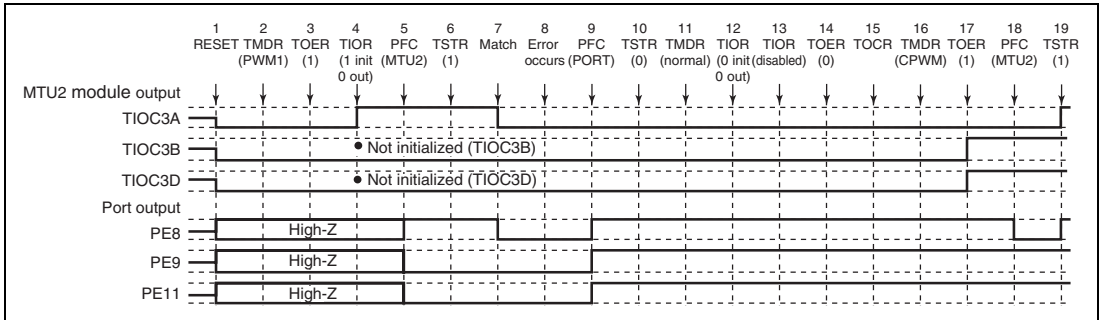 1 2 3 4 5 6 7 8 9 10 11 12 13 14 15 16 17 18 19
RESET TMDR TOER TIOR PFC TSTR Match Error PFC TSTR TMDR TIOR TIOR TOER TOCR TMDR TOER PFC TSTR
(PWM1) (1) (1 init (MTU2) (1) occurs (PORT) (0) (normal) (0 init (disabled) (0) (CPWM) (1) (MTU2) (1)
0 out) 0 out)
MTU2 module output
TIOC3A
TIOC3B • Not initialized (TIOC3B)
TIOC3D • Not initialized (TIOC3D)
Port output
PE8 High-Z
PE9 High-Z
PE11 High-Z